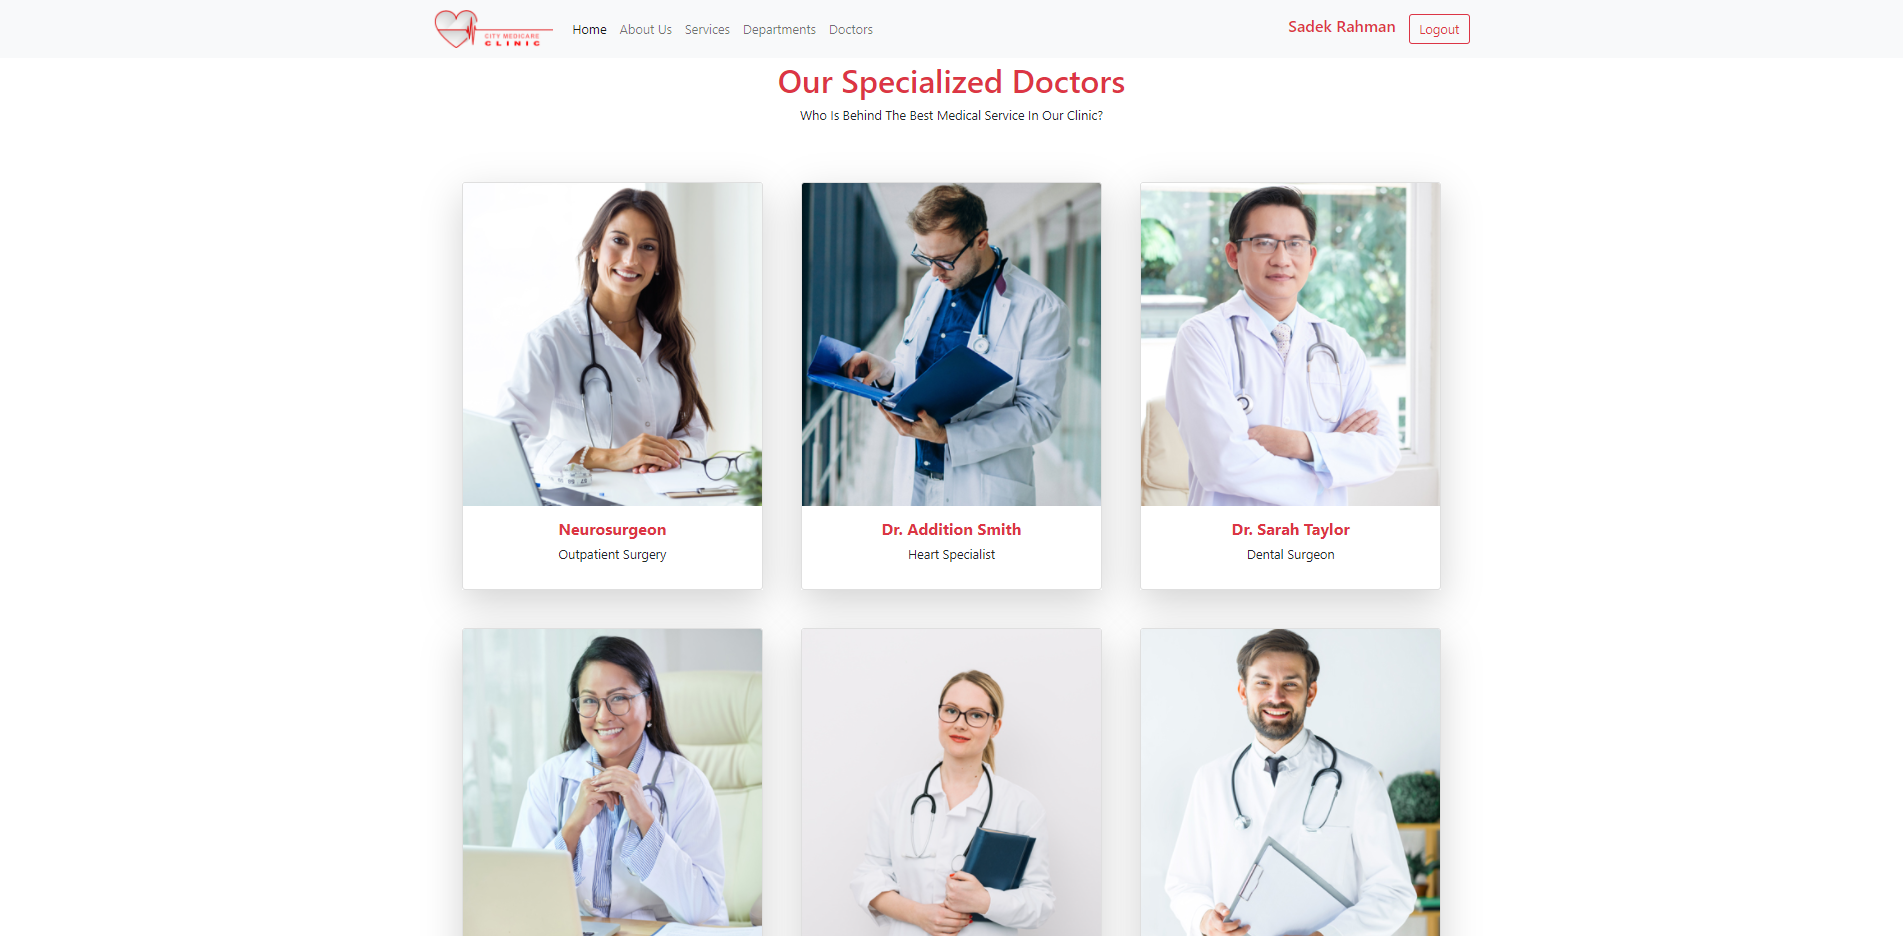 CITY MEDICARE
CLINIC
Home About Us Services Departments Doctors
Sadek Rahman Logout
Our Specialized Doctors
Who Is Behind The Best Medical Service In Our Clinic?
Neurosurgeon
Outpatient Surgery
Dr. Addition Smith
Heart Specialist
Dr. Sarah Taylor
Dental Surgeon